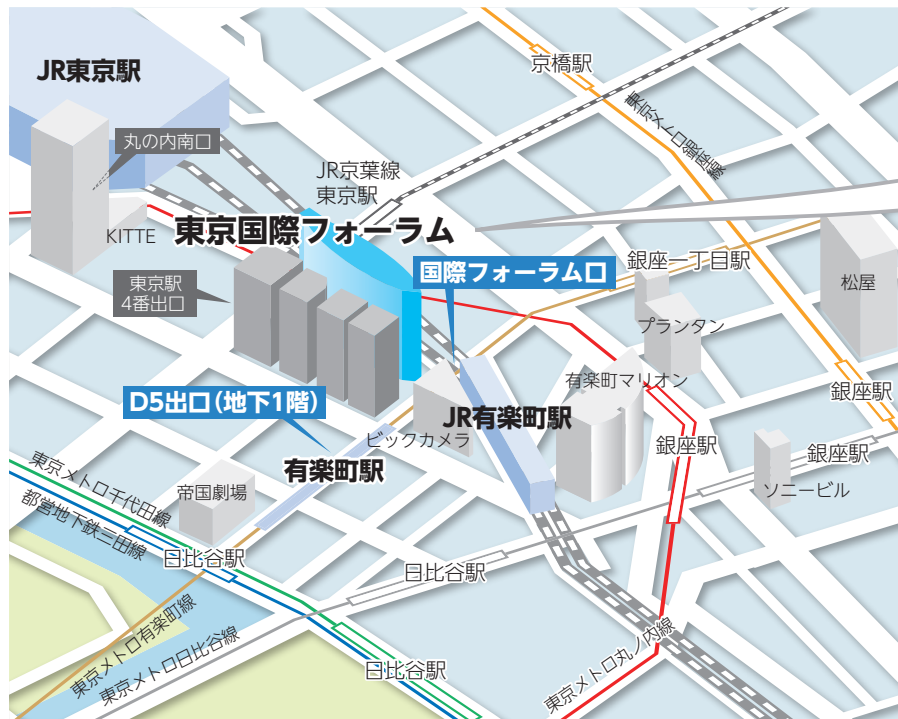 JR東京駅
京橋駅
東京メトロ銀座線
丸の内南口
JR京葉線
東京駅
KITTE
東京国際フォーラム
国際フォーラム口
銀座一丁目駅
松屋
東京駅
4番出口
プランタン
有楽町マリオン
D5出口(地下1階)
JR有楽町駅
銀座駅
ビックカメラ
銀座駅
銀座駅
有楽町駅
ソニービル
東京メトロ千代田線
帝国劇場
都営地下鉄三田線
日比谷駅
日比谷駅
東京メトロ有楽町線
東京メトロ日比谷線
日比谷駅
東京メトロ丸ノ内線